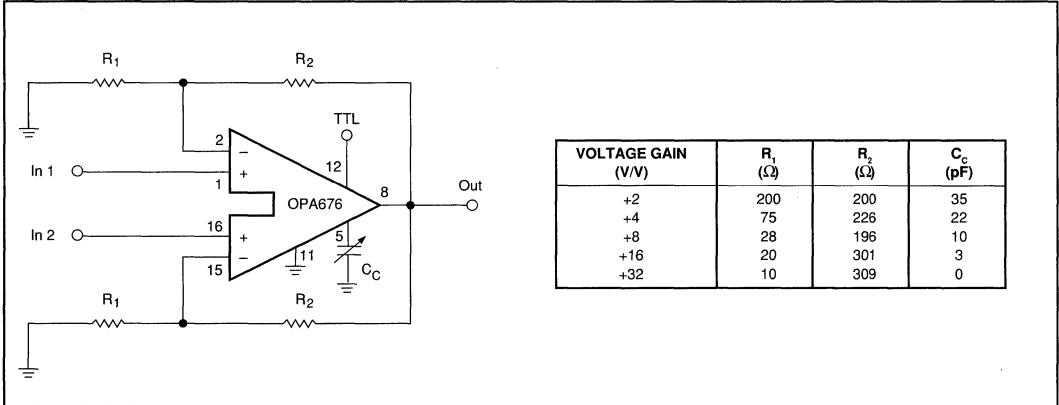 R1 R2
TTL
2
−
12
In 1
+
1
8
Out
OPA676
In 2
16
+
5
11
−
15
CC
R1 R2
VOLTAGE GAIN (V/V) R1 (Ω) R2 (Ω) CC (pF)
+2 200 200 35
+4 75 226 22
+8 28 196 10
+16 20 301 3
+32 10 309 0